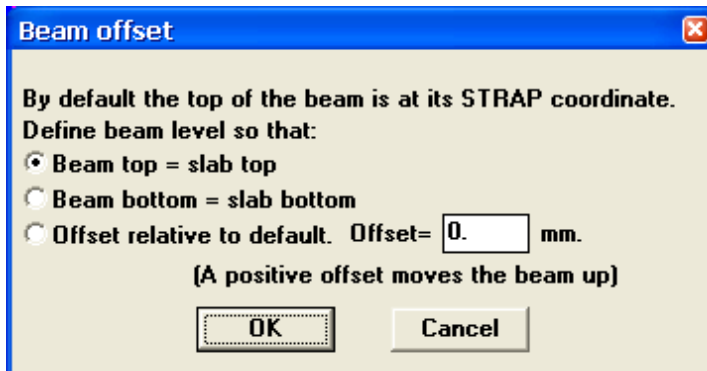 Beam offset
By default the top of the beam is at its STRAP coordinate.
Define beam level so that:
Beam top = slab top
Beam bottom = slab bottom
Offset relative to default. Offset= 0. mm.
(A positive offset moves the beam up)
OK Cancel